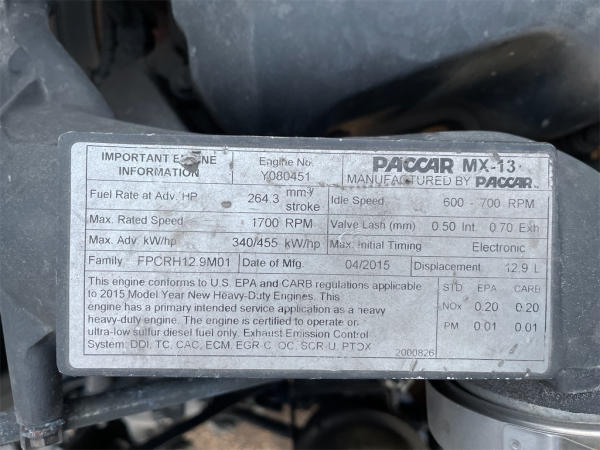 IMPORTANT ENGINE INFORMATION
Engine No. Y080451
PACCAR MX-13
MANUFACTURED BY PACCAR INC
Fuel Rate at Adv. HP 264.3 mm³/stroke
Idle Speed 600 - 700 RPM
Max. Rated Speed 1700 RPM
Valve Lash (mm) 0.50 Int. 0.70 Exh
Max. Adv. kW/hp 340/455 kW/hp
Max. Initial Timing Electronic
Family FPCRH12.9M01
Date of Mfg. 04/2015
Displacement 12.9 L
This engine conforms to U.S. EPA and CARB regulations applicable
to 2015 Model Year New Heavy-Duty Engines. This
engine has a primary intended service application as a heavy
heavy-duty engine. The engine is certified to operate on
ultra-low sulfur diesel fuel only. Exhaust Emission Control
System: DDI, TC, CAC, ECM, EGR-C, OC, SCR-U, PTOX
2000826
STD EPA CARB
NOx 0.20 0.20
PM 0.01 0.01